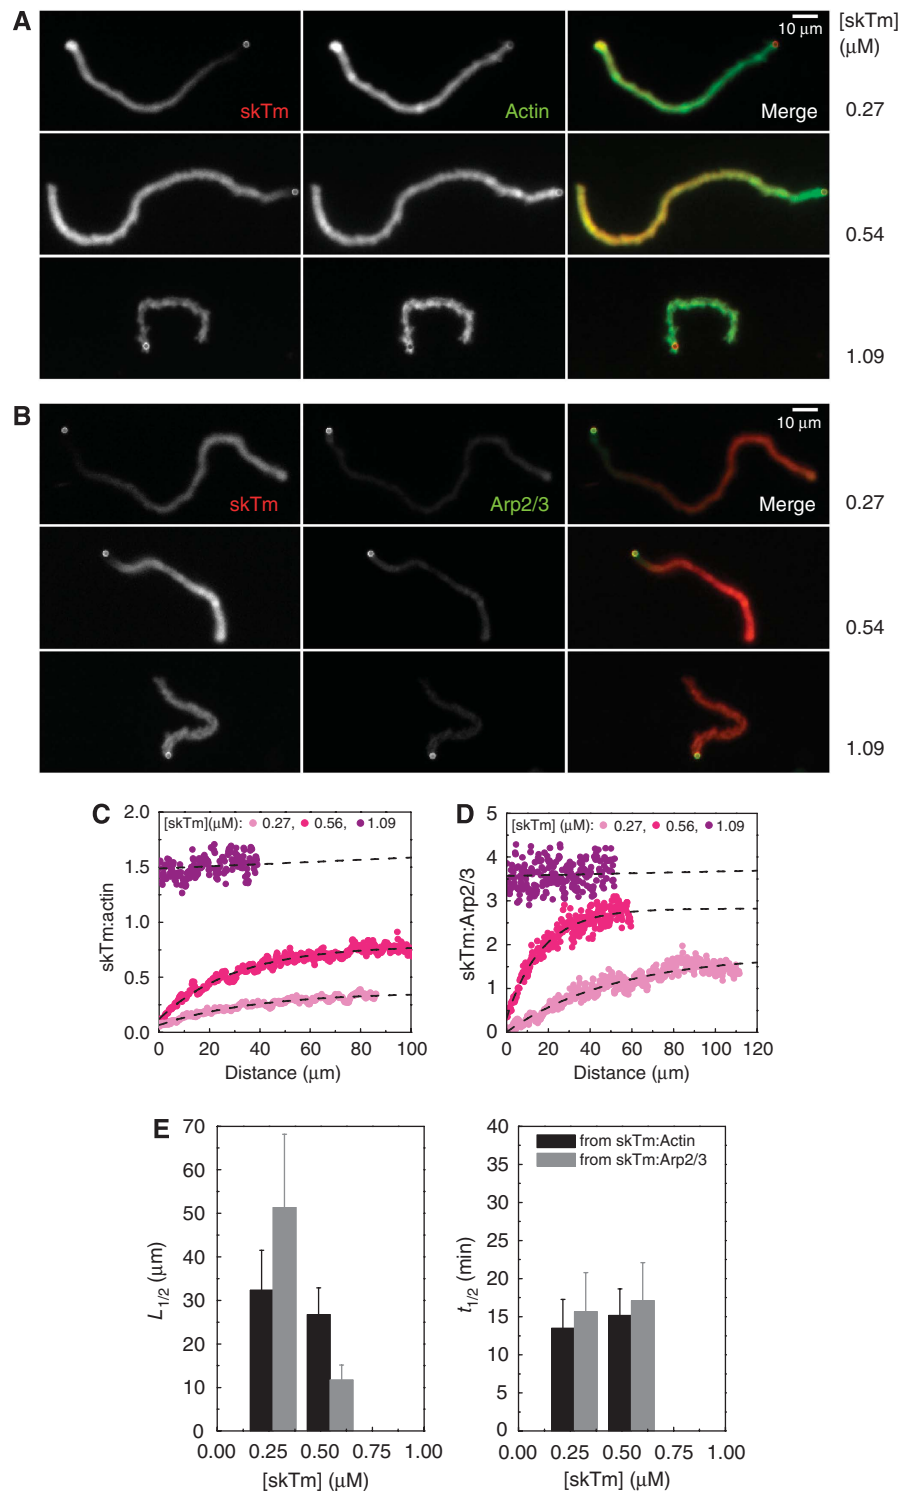 A
[skTm]
(μM)
10 μm
skTm
Actin
Merge
0.27
0.54
1.09
B
10 μm
skTm
Arp2/3
Merge
0.27
0.54
1.09
C
[skTm](μM): 0.27, 0.56, 1.09
2.0
1.5
1.0
0.5
0.0
skTm:actin
0 20 40 60 80 100
Distance (μm)
D
[skTm] (μM): 0.27, 0.56, 1.09
5
4
3
2
1
0
skTm:Arp2/3
0 20 40 60 80 100 120
Distance (μm)
E
70
60
50
40
30
20
10
0
L1/2 (μm)
0.00 0.25 0.50 0.75 1.00
[skTm] (μM)
from skTm:Actin
from skTm:Arp2/3
40
35
30
25
20
15
10
5
0
t1/2 (min)
0.00 0.25 0.50 0.75 1.00
[skTm] (μM)